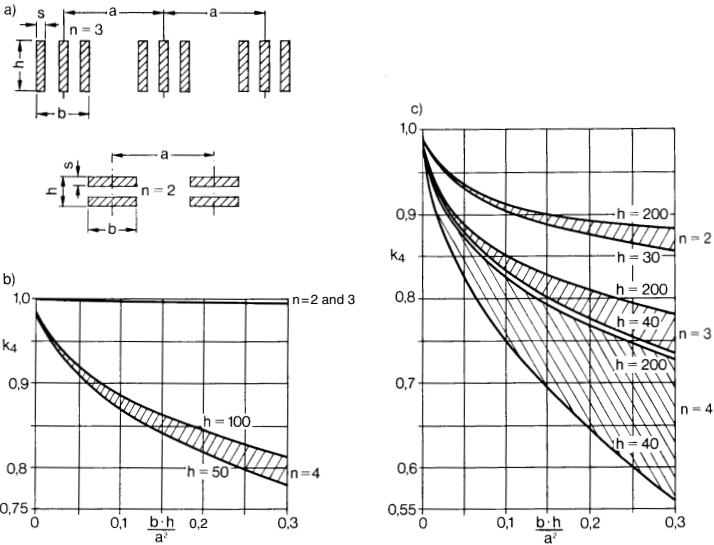 a)
s
a
a
n = 3
h
b
a
s
h
n = 2
b
b)
1,0
n=2 and 3
k4
0,9
h = 100
0,8
h = 50
n=4
0,75
0
0,1
b·h
a²
0,2
0,3
c)
1,0
h = 200
0,9
n = 2
k4
h = 30
h = 200
0,8
h = 40
n = 3
h = 200
0,7
n = 4
h = 40
0,6
0,55
0
0,1
b·h
a²
0,2
0,3